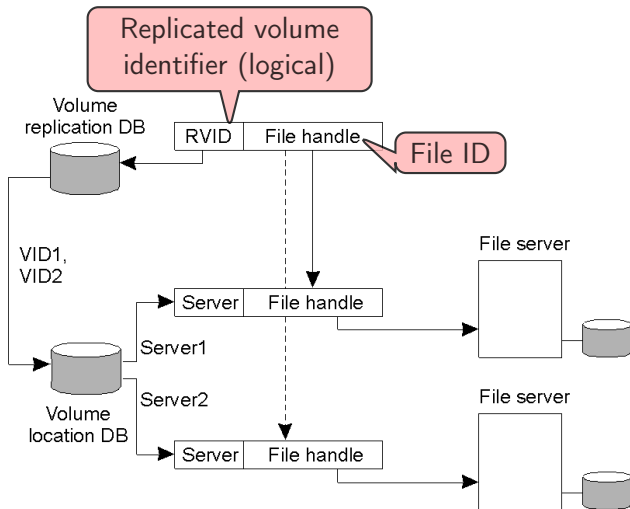 Replicated volume
identifier (logical)
Volume
replication DB
RVID
File handle
File ID
VID1,
VID2
File server
Server
File handle
Server1
Server2
Volume
location DB
File server
Server
File handle